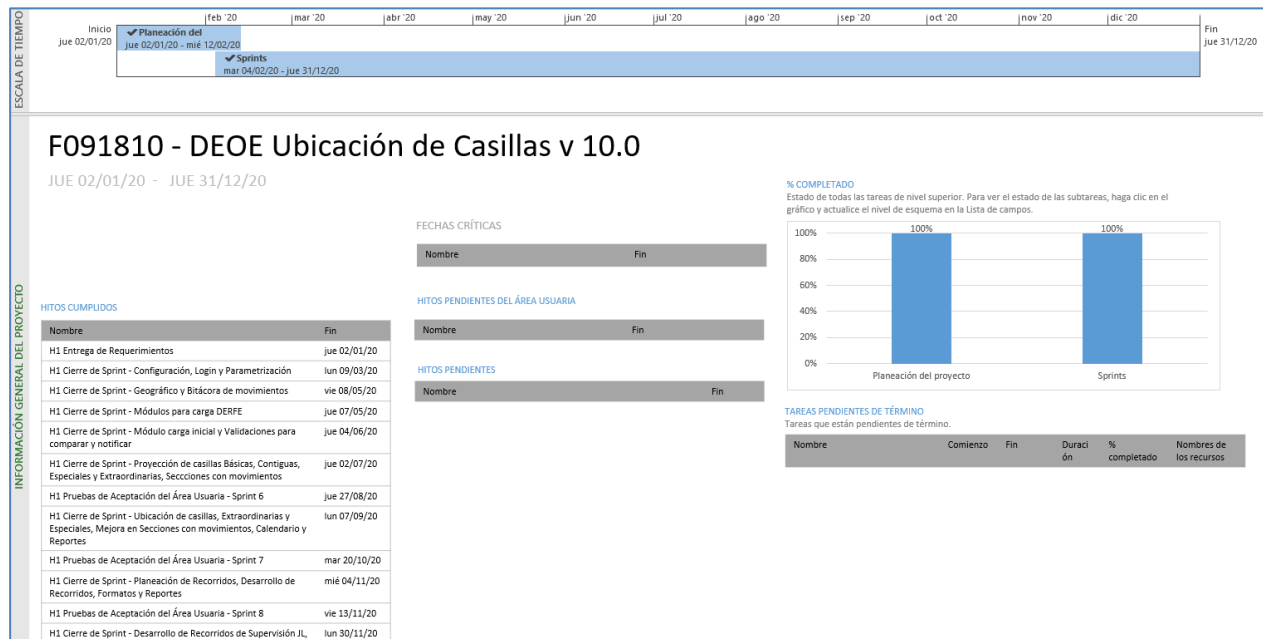 ESCALA DE TIEMPO
feb '20 mar '20 abr '20 may '20 jun '20 jul '20 ago '20 sep '20 oct '20 nov '20 dic '20
Inicio
jue 02/01/20
Planeación del
jue 02/01/20 - mié 12/02/20
Sprints
mar 04/02/20 - jue 31/12/20
Fin
jue 31/12/20
INFORMACIÓN GENERAL DEL PROYECTO
F091810 - DEOE Ubicación de Casillas v 10.0
JUE 02/01/20 - JUE 31/12/20
HITOS CUMPLIDOS
Nombre Fin
H1 Entrega de Requerimientos jue 02/01/20
H1 Cierre de Sprint - Configuración, Login y Parametrización lun 09/03/20
H1 Cierre de Sprint - Geográfico y Bitácora de movimientos vie 08/05/20
H1 Cierre de Sprint - Módulos para carga DERFE jue 07/05/20
H1 Cierre de Sprint - Módulo carga inicial y Validaciones para jue 04/06/20
comparar y notificar
H1 Cierre de Sprint - Proyección de casillas Básicas, Contiguas, jue 02/07/20
Especiales y Extraordinarias, Seccciones con movimientos
H1 Pruebas de Aceptación del Área Usuaria - Sprint 6 jue 27/08/20
H1 Cierre de Sprint - Ubicación de casillas, Extraordinarias y lun 07/09/20
Especiales, Mejora en Secciones con movimientos, Calendario y
Reportes
H1 Pruebas de Aceptación del Área Usuaria - Sprint 7 mar 20/10/20
H1 Cierre de Sprint - Planeación de Recorridos, Desarrollo de mié 04/11/20
Recorridos, Formatos y Reportes
H1 Pruebas de Aceptación del Área Usuaria - Sprint 8 vie 13/11/20
H1 Cierre de Sprint - Desarrollo de Recorridos de Supervisión JL, lun 30/11/20
FECHAS CRÍTICAS
Nombre Fin
HITOS PENDIENTES DEL ÁREA USUARIA
Nombre Fin
HITOS PENDIENTES
Nombre Fin
% COMPLETADO
Estado de todas las tareas de nivel superior. Para ver el estado de las subtareas, haga clic en el
gráfico y actualice el nivel de esquema en la Lista de campos.
100% 100% 100%
80%
60%
40%
20%
0%
Planeación del proyecto Sprints
TAREAS PENDIENTES DE TÉRMINO
Tareas que están pendientes de término.
Nombre Comienzo Fin Duraci % Nombres de
ón completado los recursos